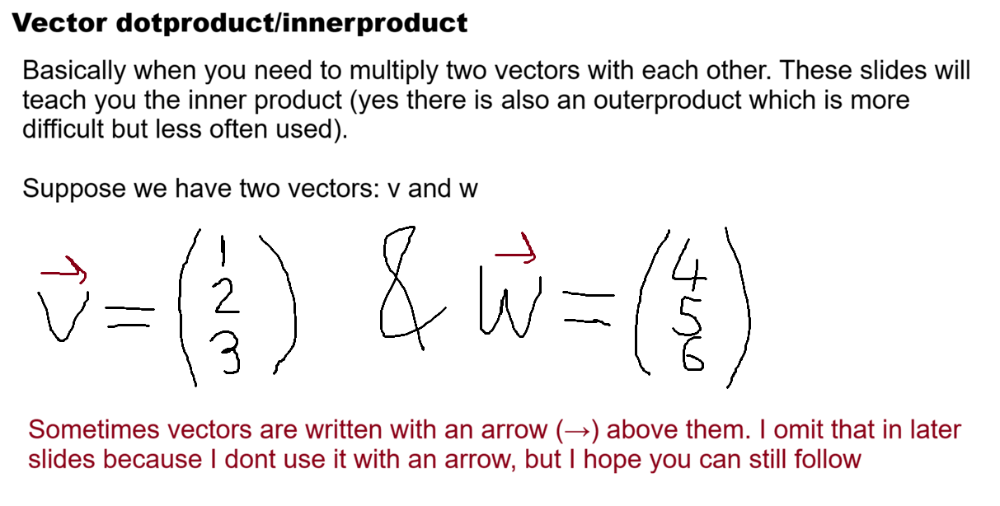 Vector dotproduct/innerproduct
Basically when you need to multiply two vectors with each other. These slides will
teach you the inner product (yes there is also an outerproduct which is more
difficult but less often used).
Suppose we have two vectors: v and w
v⃗ = (1 2 3) & w⃗ = (4 5 6)
Sometimes vectors are written with an arrow (→) above them. I omit that in later
slides because I dont use it with an arrow, but I hope you can still follow